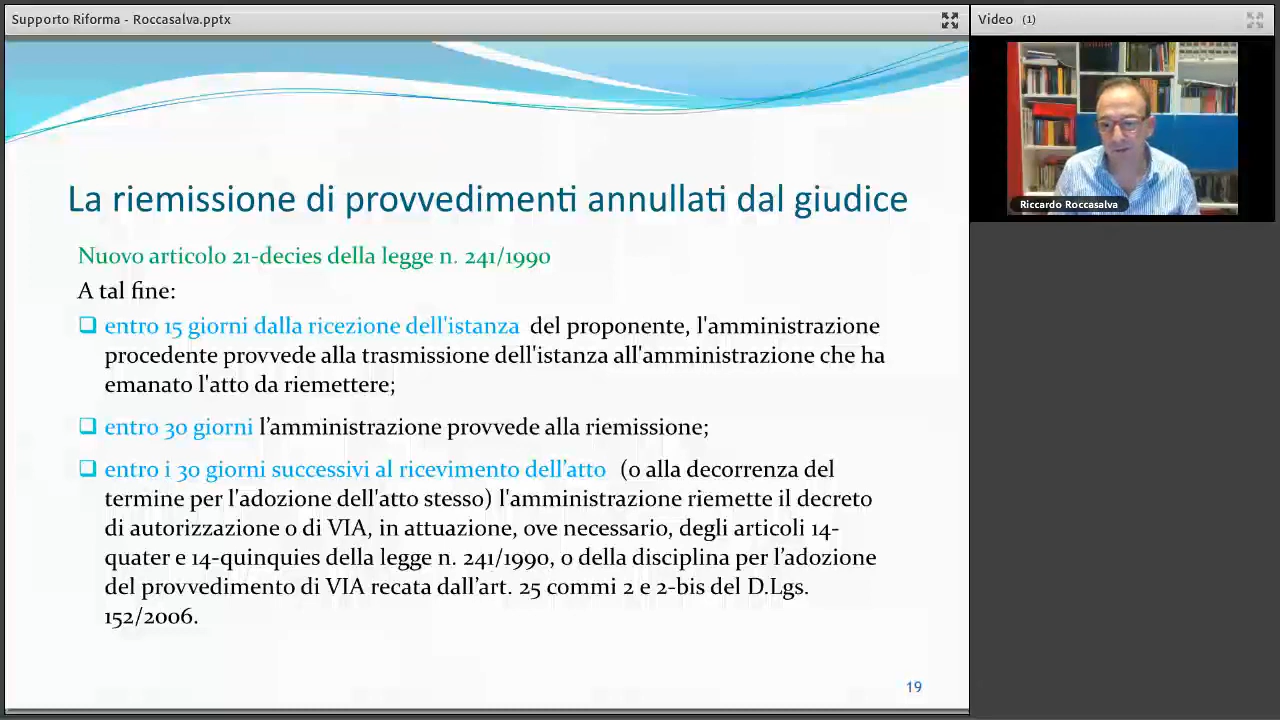 Supporto Riforma - Roccasalva.pptx
Video (1)
Riccardo Roccasalva
La riemissione di provvedimenti annullati dal giudice
Nuovo articolo 21-decies della legge n. 241/1990
A tal fine:
entro 15 giorni dalla ricezione dell'istanza del proponente, l'amministrazione
procedente provvede alla trasmissione dell'istanza all'amministrazione che ha
emanato l'atto da riemettere;
entro 30 giorni l’amministrazione provvede alla riemissione;
entro i 30 giorni successivi al ricevimento dell’atto (o alla decorrenza del
termine per l'adozione dell'atto stesso) l'amministrazione riemette il decreto
di autorizzazione o di VIA, in attuazione, ove necessario, degli articoli 14-
quater e 14-quinquies della legge n. 241/1990, o della disciplina per l’adozione
del provvedimento di VIA recata dall’art. 25 commi 2 e 2-bis del D.Lgs.
152/2006.
19